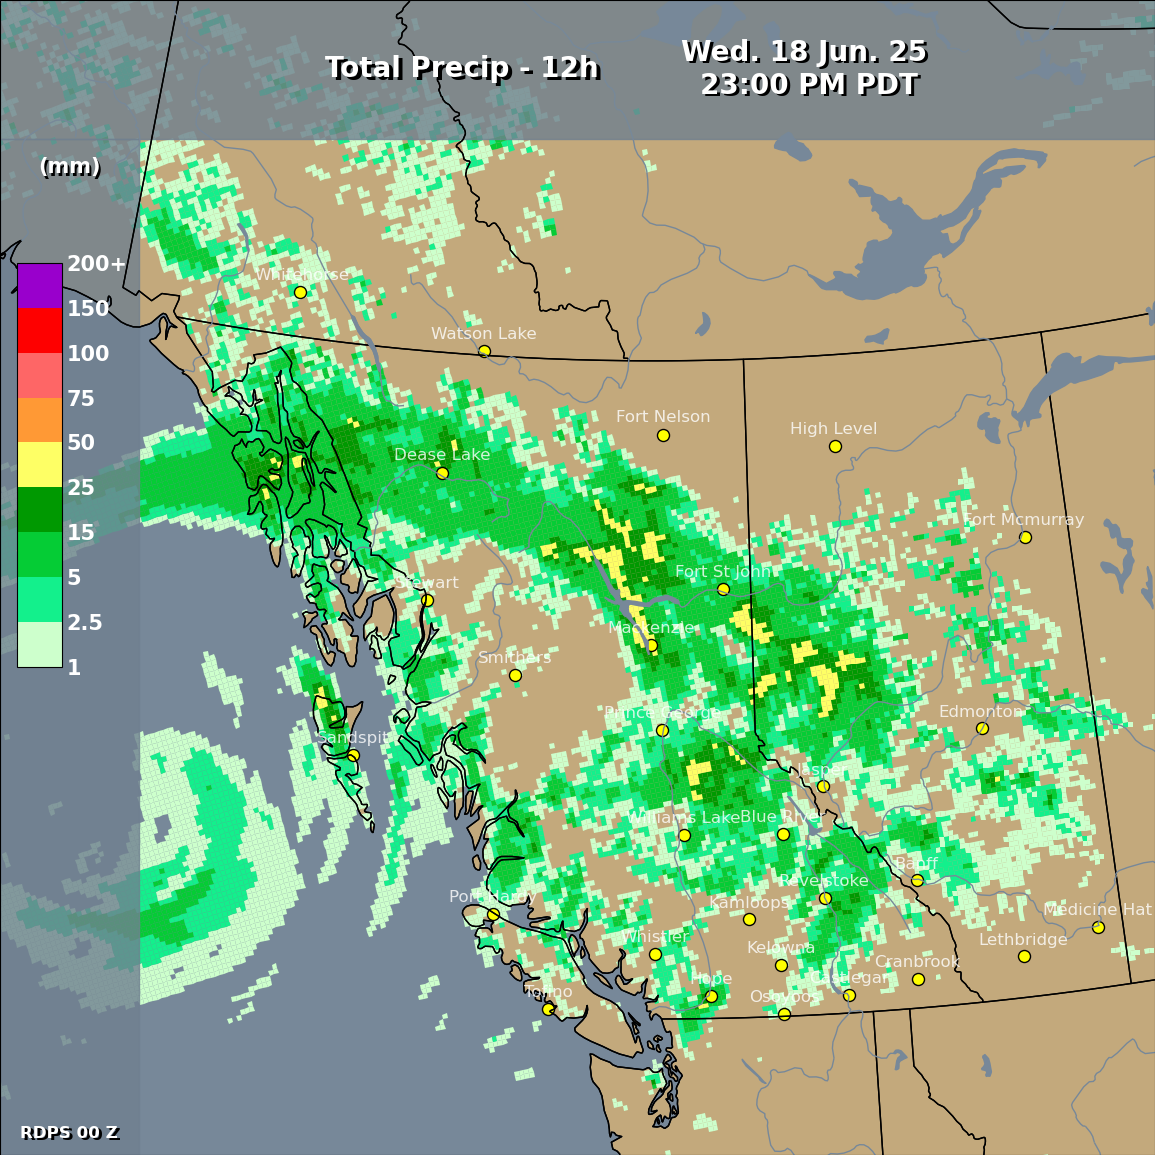 Total Precip - 12h
Wed. 18 Jun. 25
23:00 PM PDT
(mm)
200+
150
100
75
50
25
15
5
2.5
1
Whitehorse
Watson Lake
Fort Nelson
High Level
Dease Lake
Fort Mcmurray
Stewart
Fort St John
Mackenzie
Smithers
Prince George
Edmonton
Sandspit
Jasper
Williams Lake
Blue River
Banff
Revelstoke
Port Hardy
Kamloops
Medicine Hat
Whistler
Kelowna
Lethbridge
Cranbrook
Hope
Castlegar
Tofino
Osoyoos
RDPS 00 Z